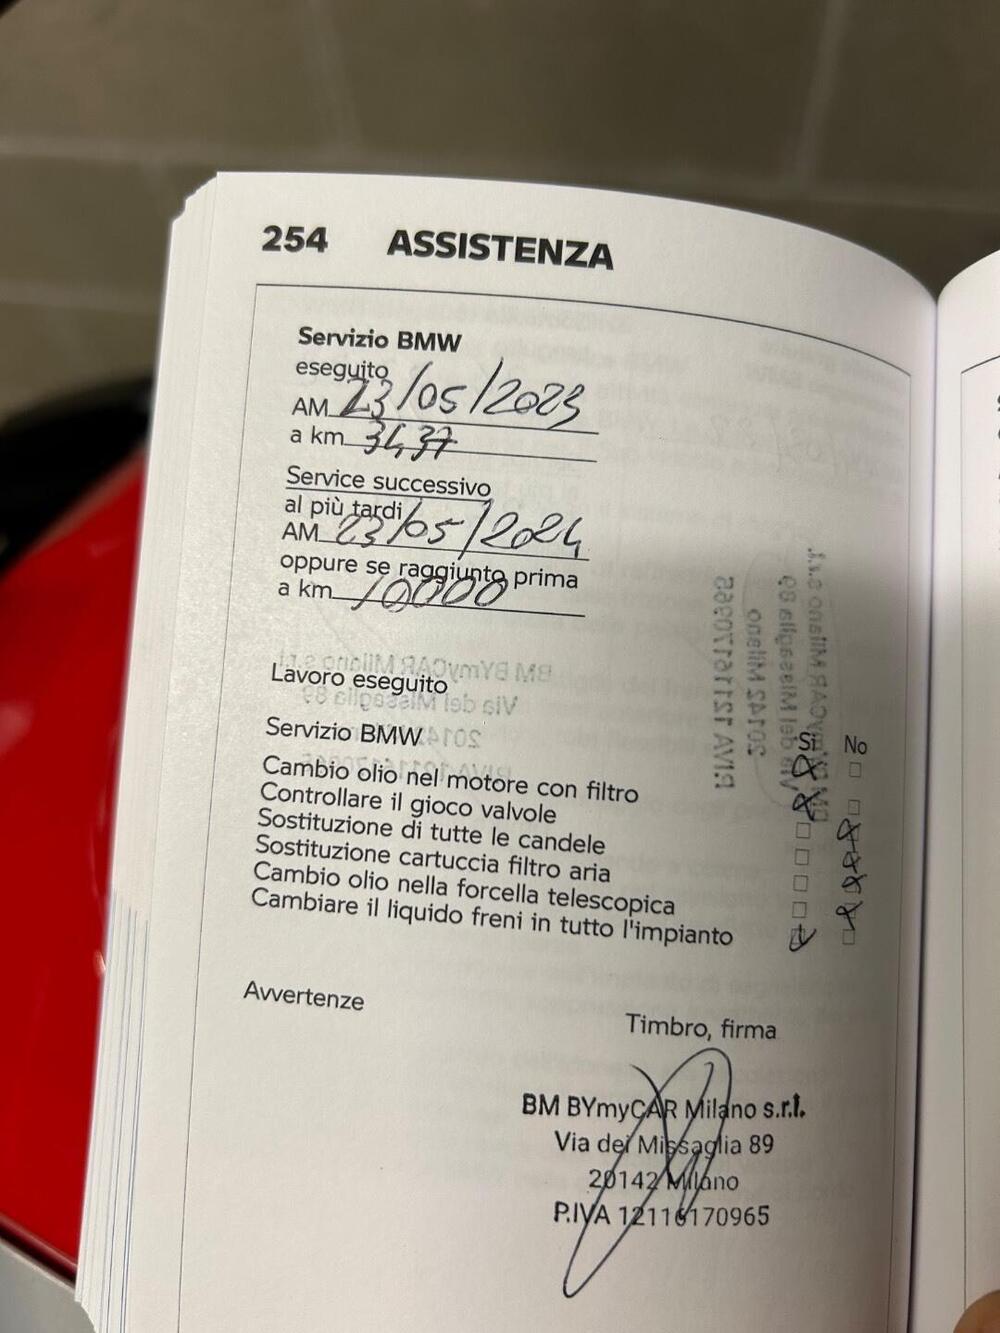 254 ASSISTENZA
Servizio BMW
eseguito
AM 23/05/2023
a km 3437
Service successivo
al più tardi
AM 23/05/2024
oppure se raggiunto prima
a km 10000
Lavoro eseguito
Sì No
Servizio BMW
Cambio olio nel motore con filtro
Controllare il gioco valvole
Sostituzione di tutte le candele
Sostituzione cartuccia filtro aria
Cambio olio nella forcella telescopica
Cambiare il liquido freni in tutto l'impianto
Avvertenze
Timbro, firma
BM BYmyCAR Milano s.r.l.
Via dei Missaglia 89
20142 Milano
P.IVA 12116170965